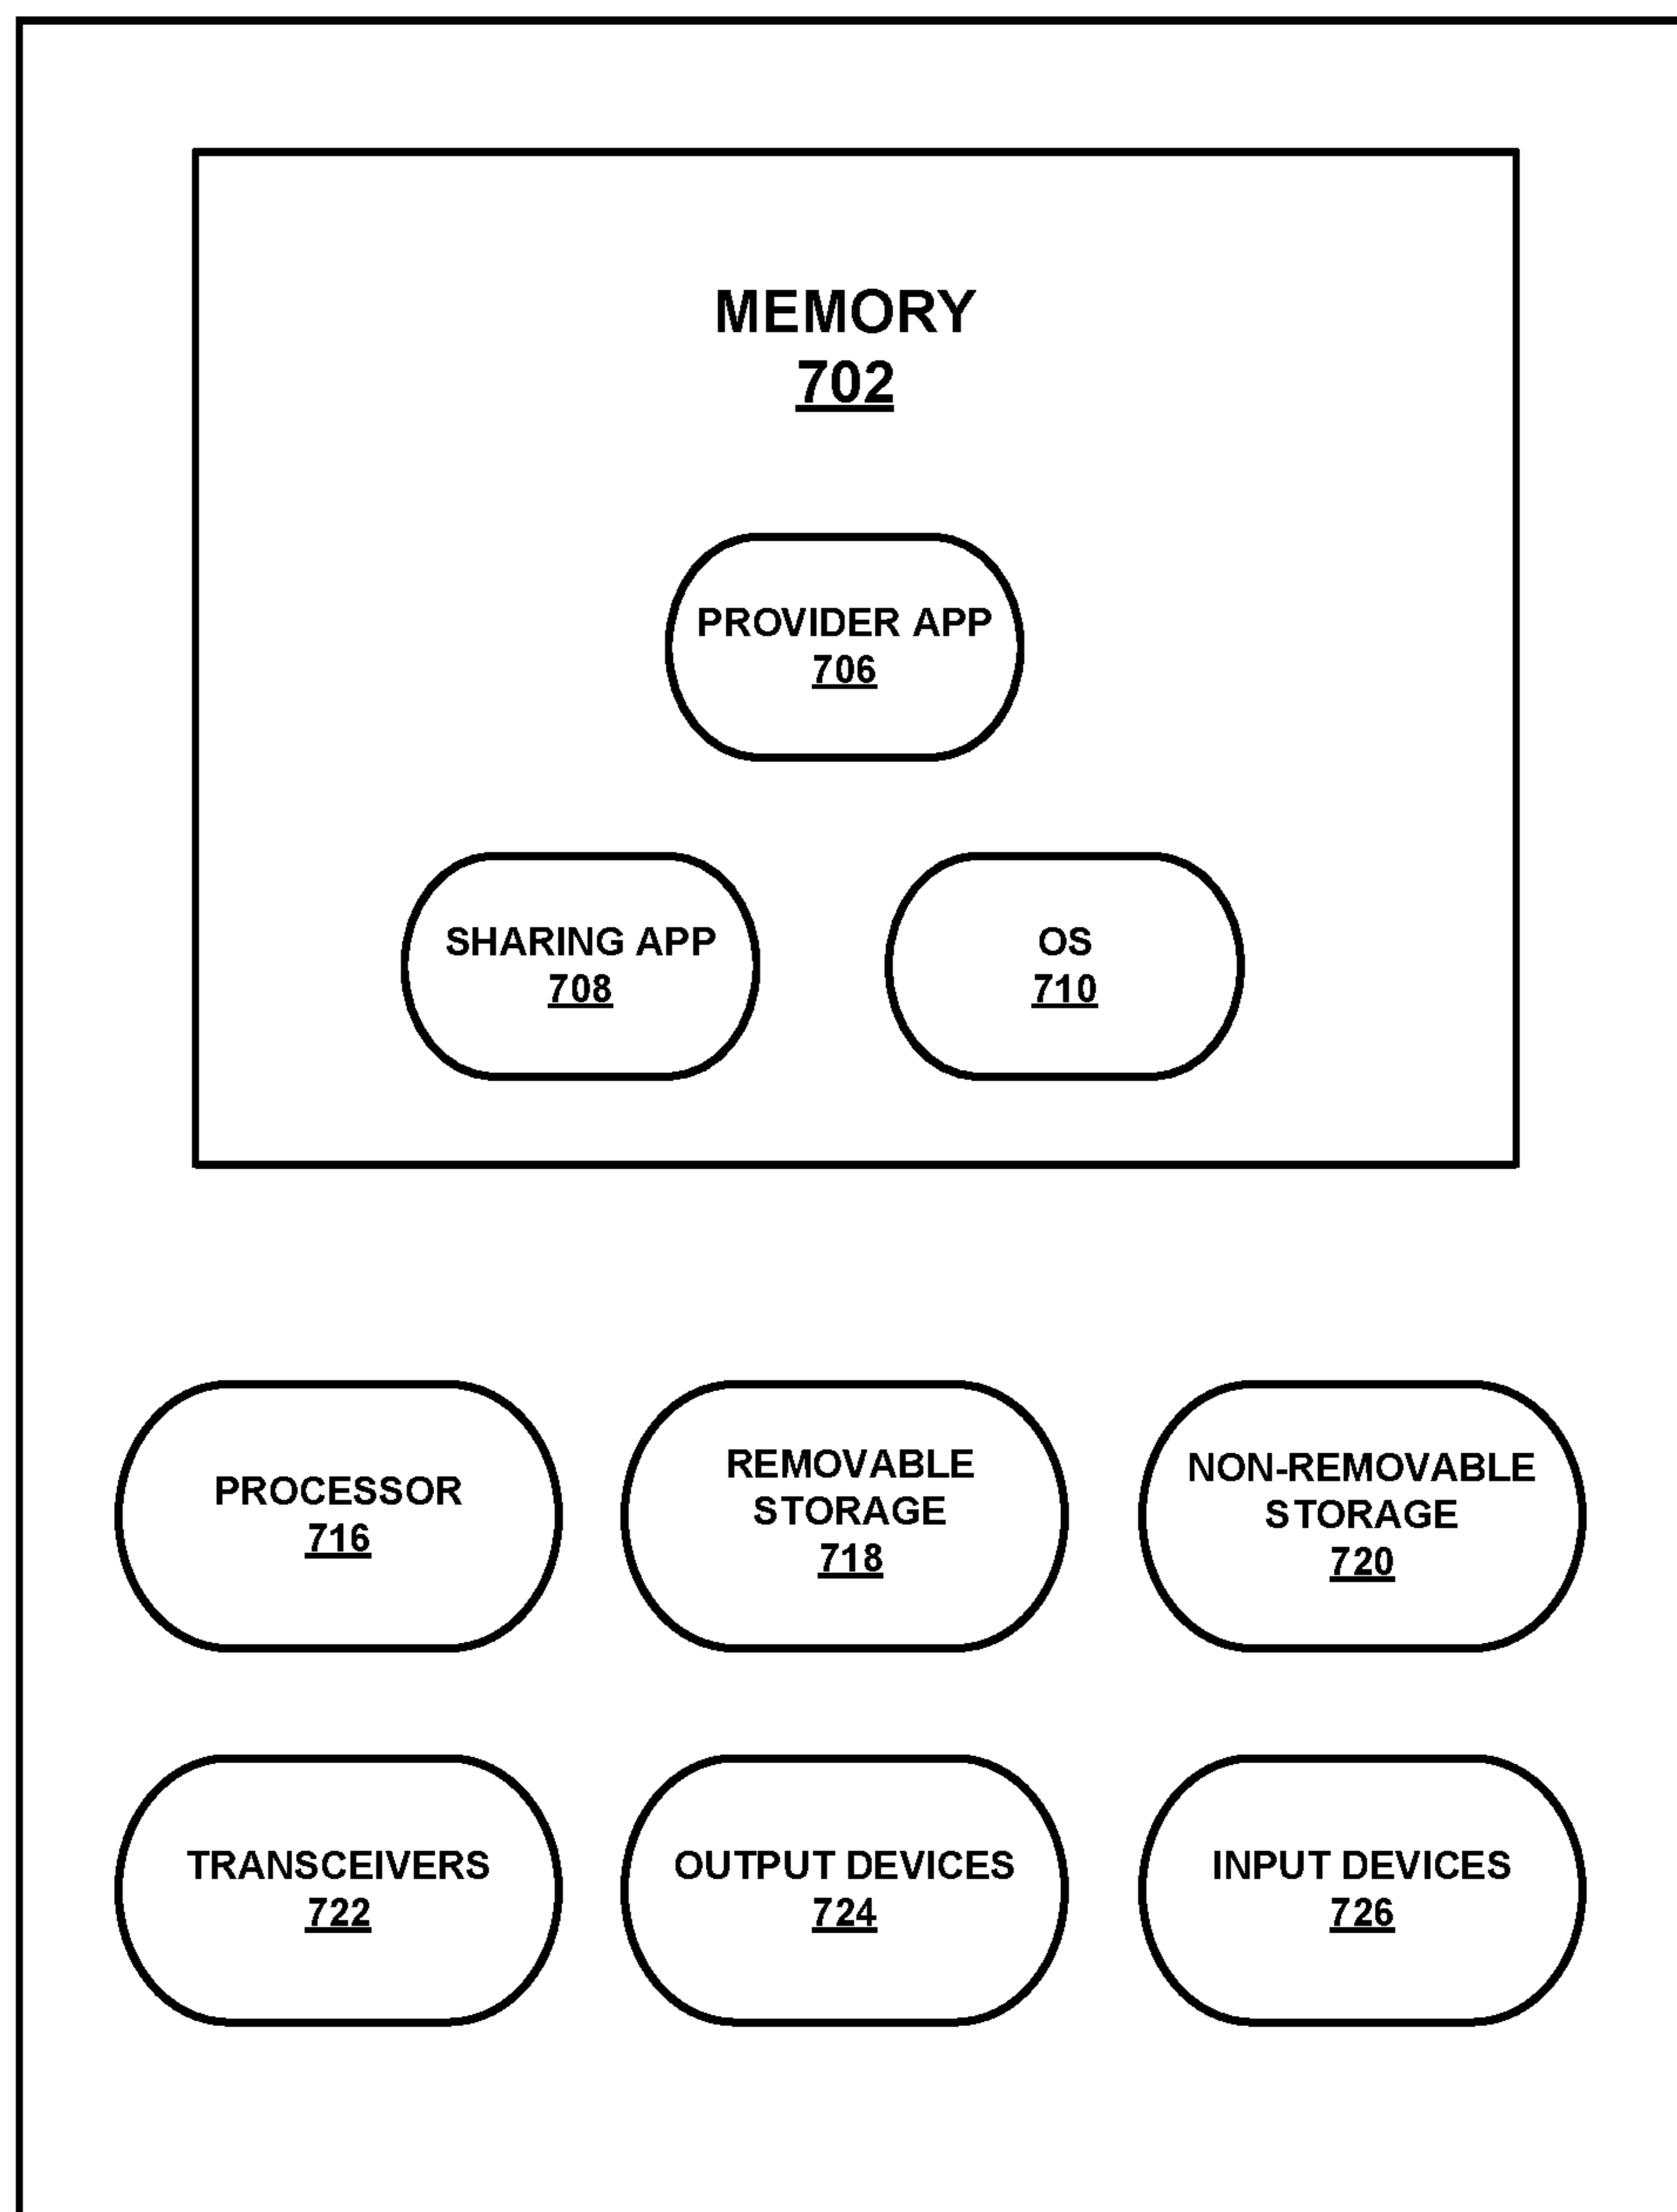 MEMORY
702
PROVIDER APP
706
SHARING APP
708
OS
710
PROCESSOR
716
REMOVABLE
STORAGE
718
NON-REMOVABLE
STORAGE
720
TRANSCEIVERS
722
OUTPUT DEVICES
724
INPUT DEVICES
726